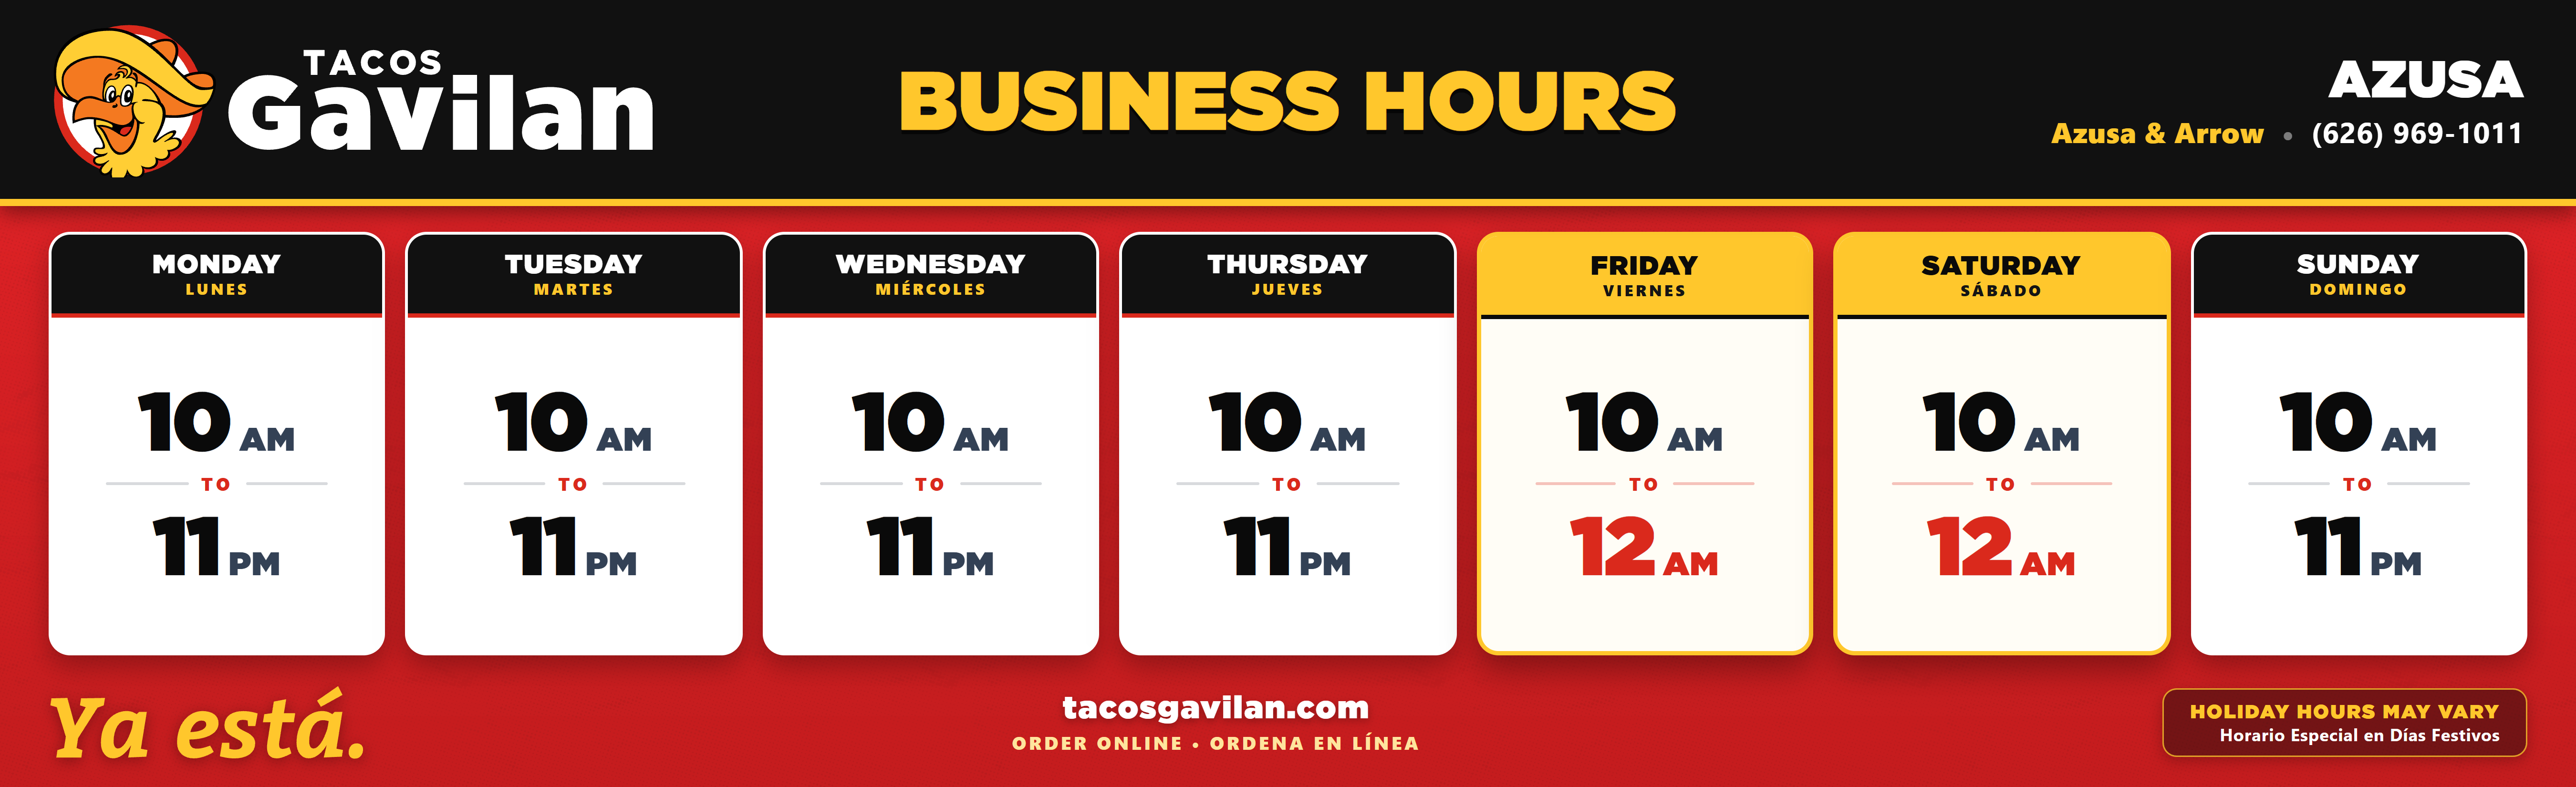 TACOS
Gavilan
BUSINESS HOURS
AZUSA
Azusa & Arrow • (626) 969-1011
MONDAY
LUNES
10 AM
TO
11 PM
TUESDAY
MARTES
10 AM
TO
11 PM
WEDNESDAY
MIÉRCOLES
10 AM
TO
11 PM
THURSDAY
JUEVES
10 AM
TO
11 PM
FRIDAY
VIERNES
10 AM
TO
12 AM
SATURDAY
SÁBADO
10 AM
TO
12 AM
SUNDAY
DOMINGO
10 AM
TO
11 PM
Ya está.
tacosgavilan.com
ORDER ONLINE • ORDENA EN LÍNEA
HOLIDAY HOURS MAY VARY
Horario Especial en Días Festivos